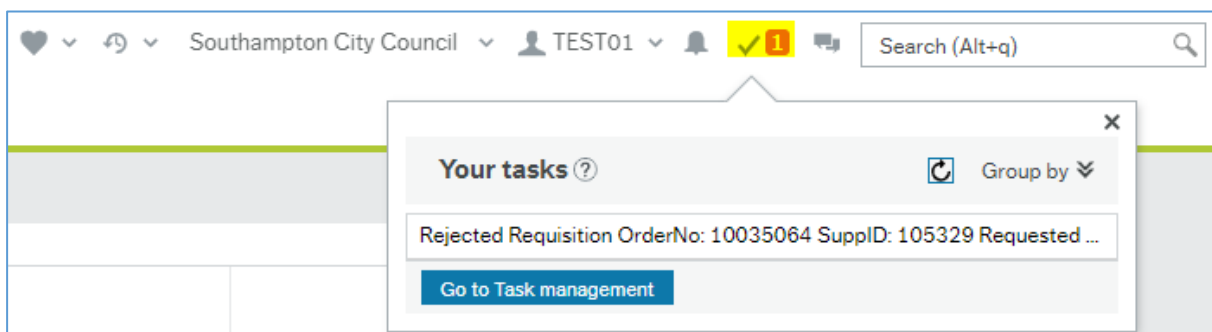 Southampton City Council TEST01 1 Search (Alt+q)
Your tasks ? Group by
Rejected Requisition OrderNo: 10035064 SuppID: 105329 Requested ...
Go to Task management